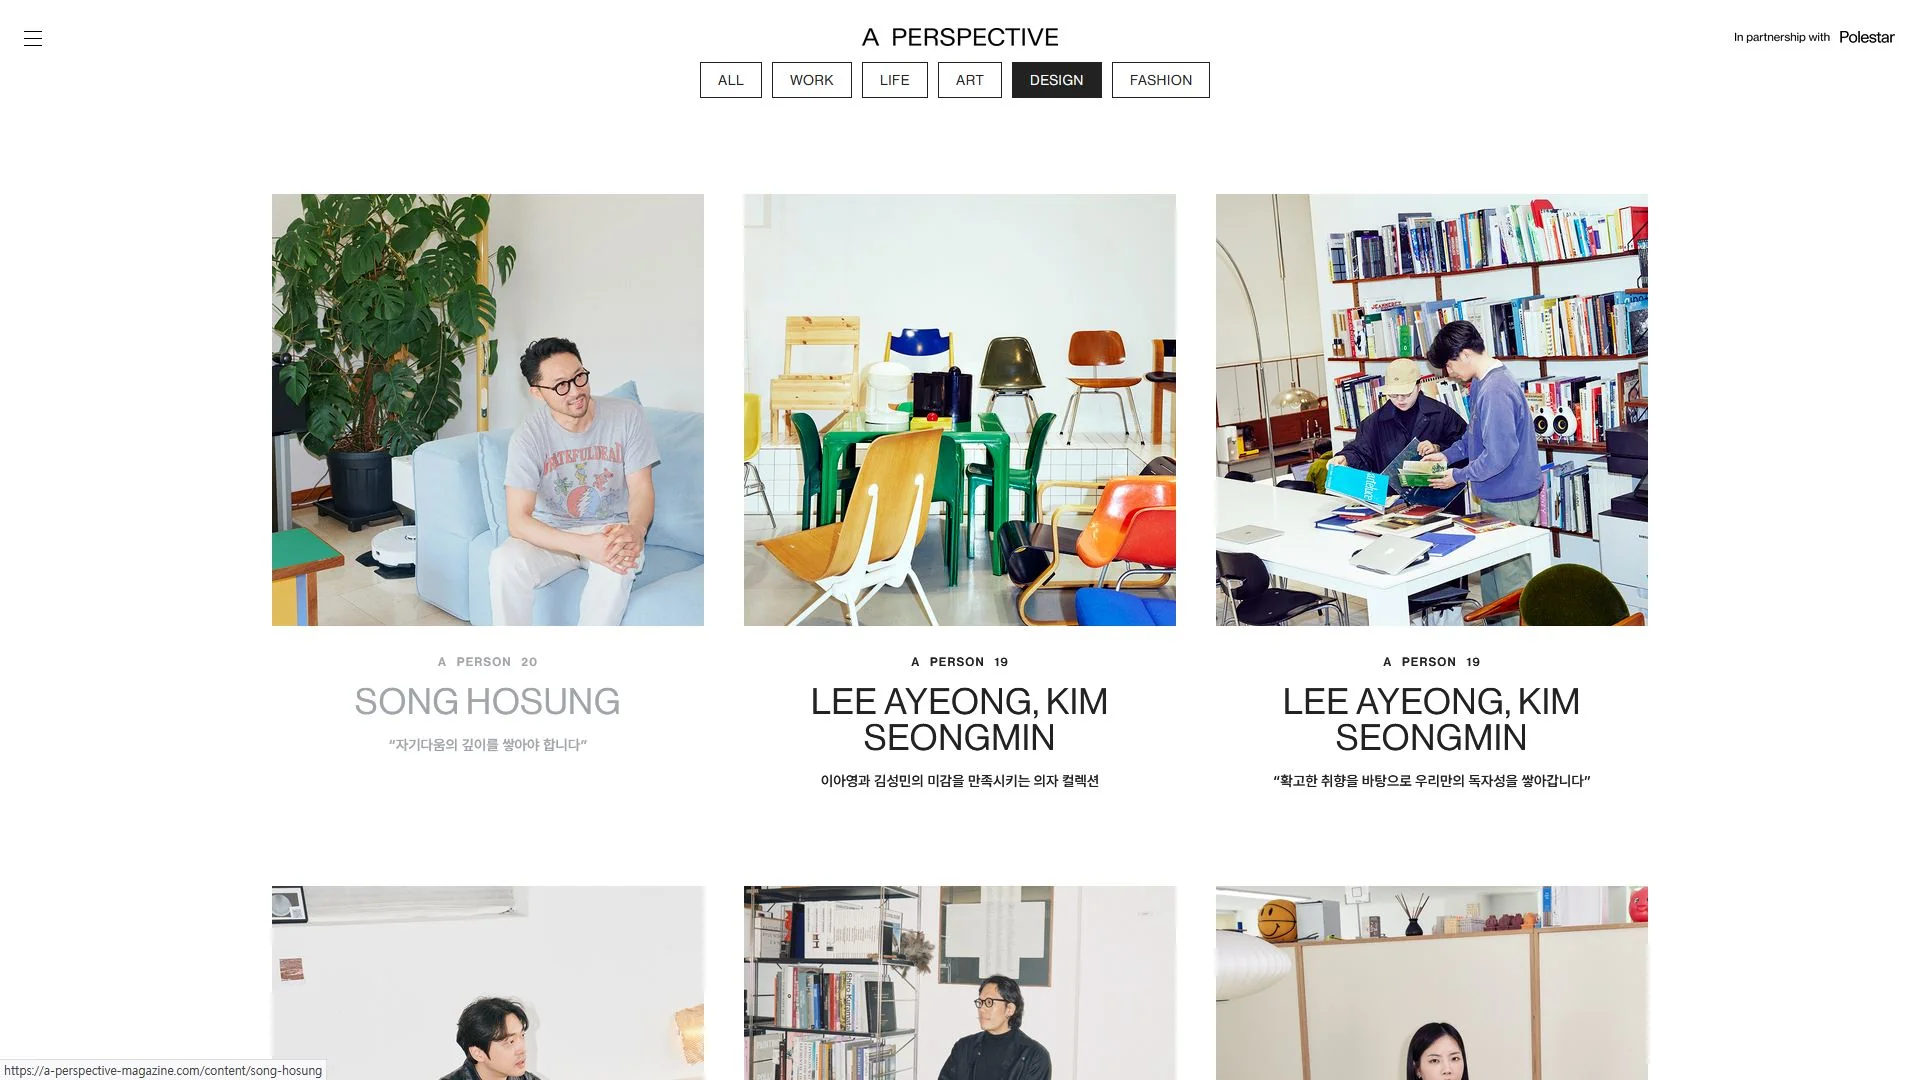 A PERSPECTIVE
In partnership with Polestar
ALL WORK LIFE ART DESIGN FASHION
GRATEFUL DEAD
JEANNERET
A PERSON 20
SONG HOSUNG
“자기다움의 깊이를 쌓아야 합니다”
A PERSON 19
LEE AYEONG, KIM
SEONGMIN
이아영과 김성민의 미감을 만족시키는 의자 컬렉션
A PERSON 19
LEE AYEONG, KIM
SEONGMIN
“확고한 취향을 바탕으로 우리만의 독자성을 쌓아갑니다”
https://a-perspective-magazine.com/content/song-hosung